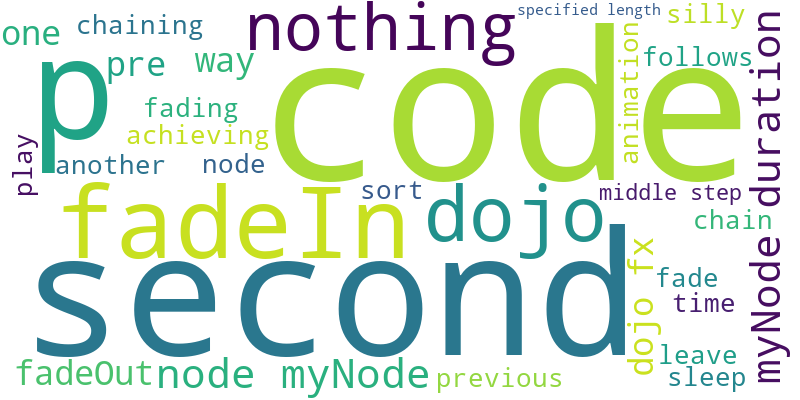 specified length
silly
one
chaining
nothing
pre
way
follows
p
code
fading
animation
achieving
play
another
node
duration
sort
middle step
fadeIn
dojo
chain
second
dojo fx
fade
time
myNode
leave
fadeOut
node
myNode
previous
sleep